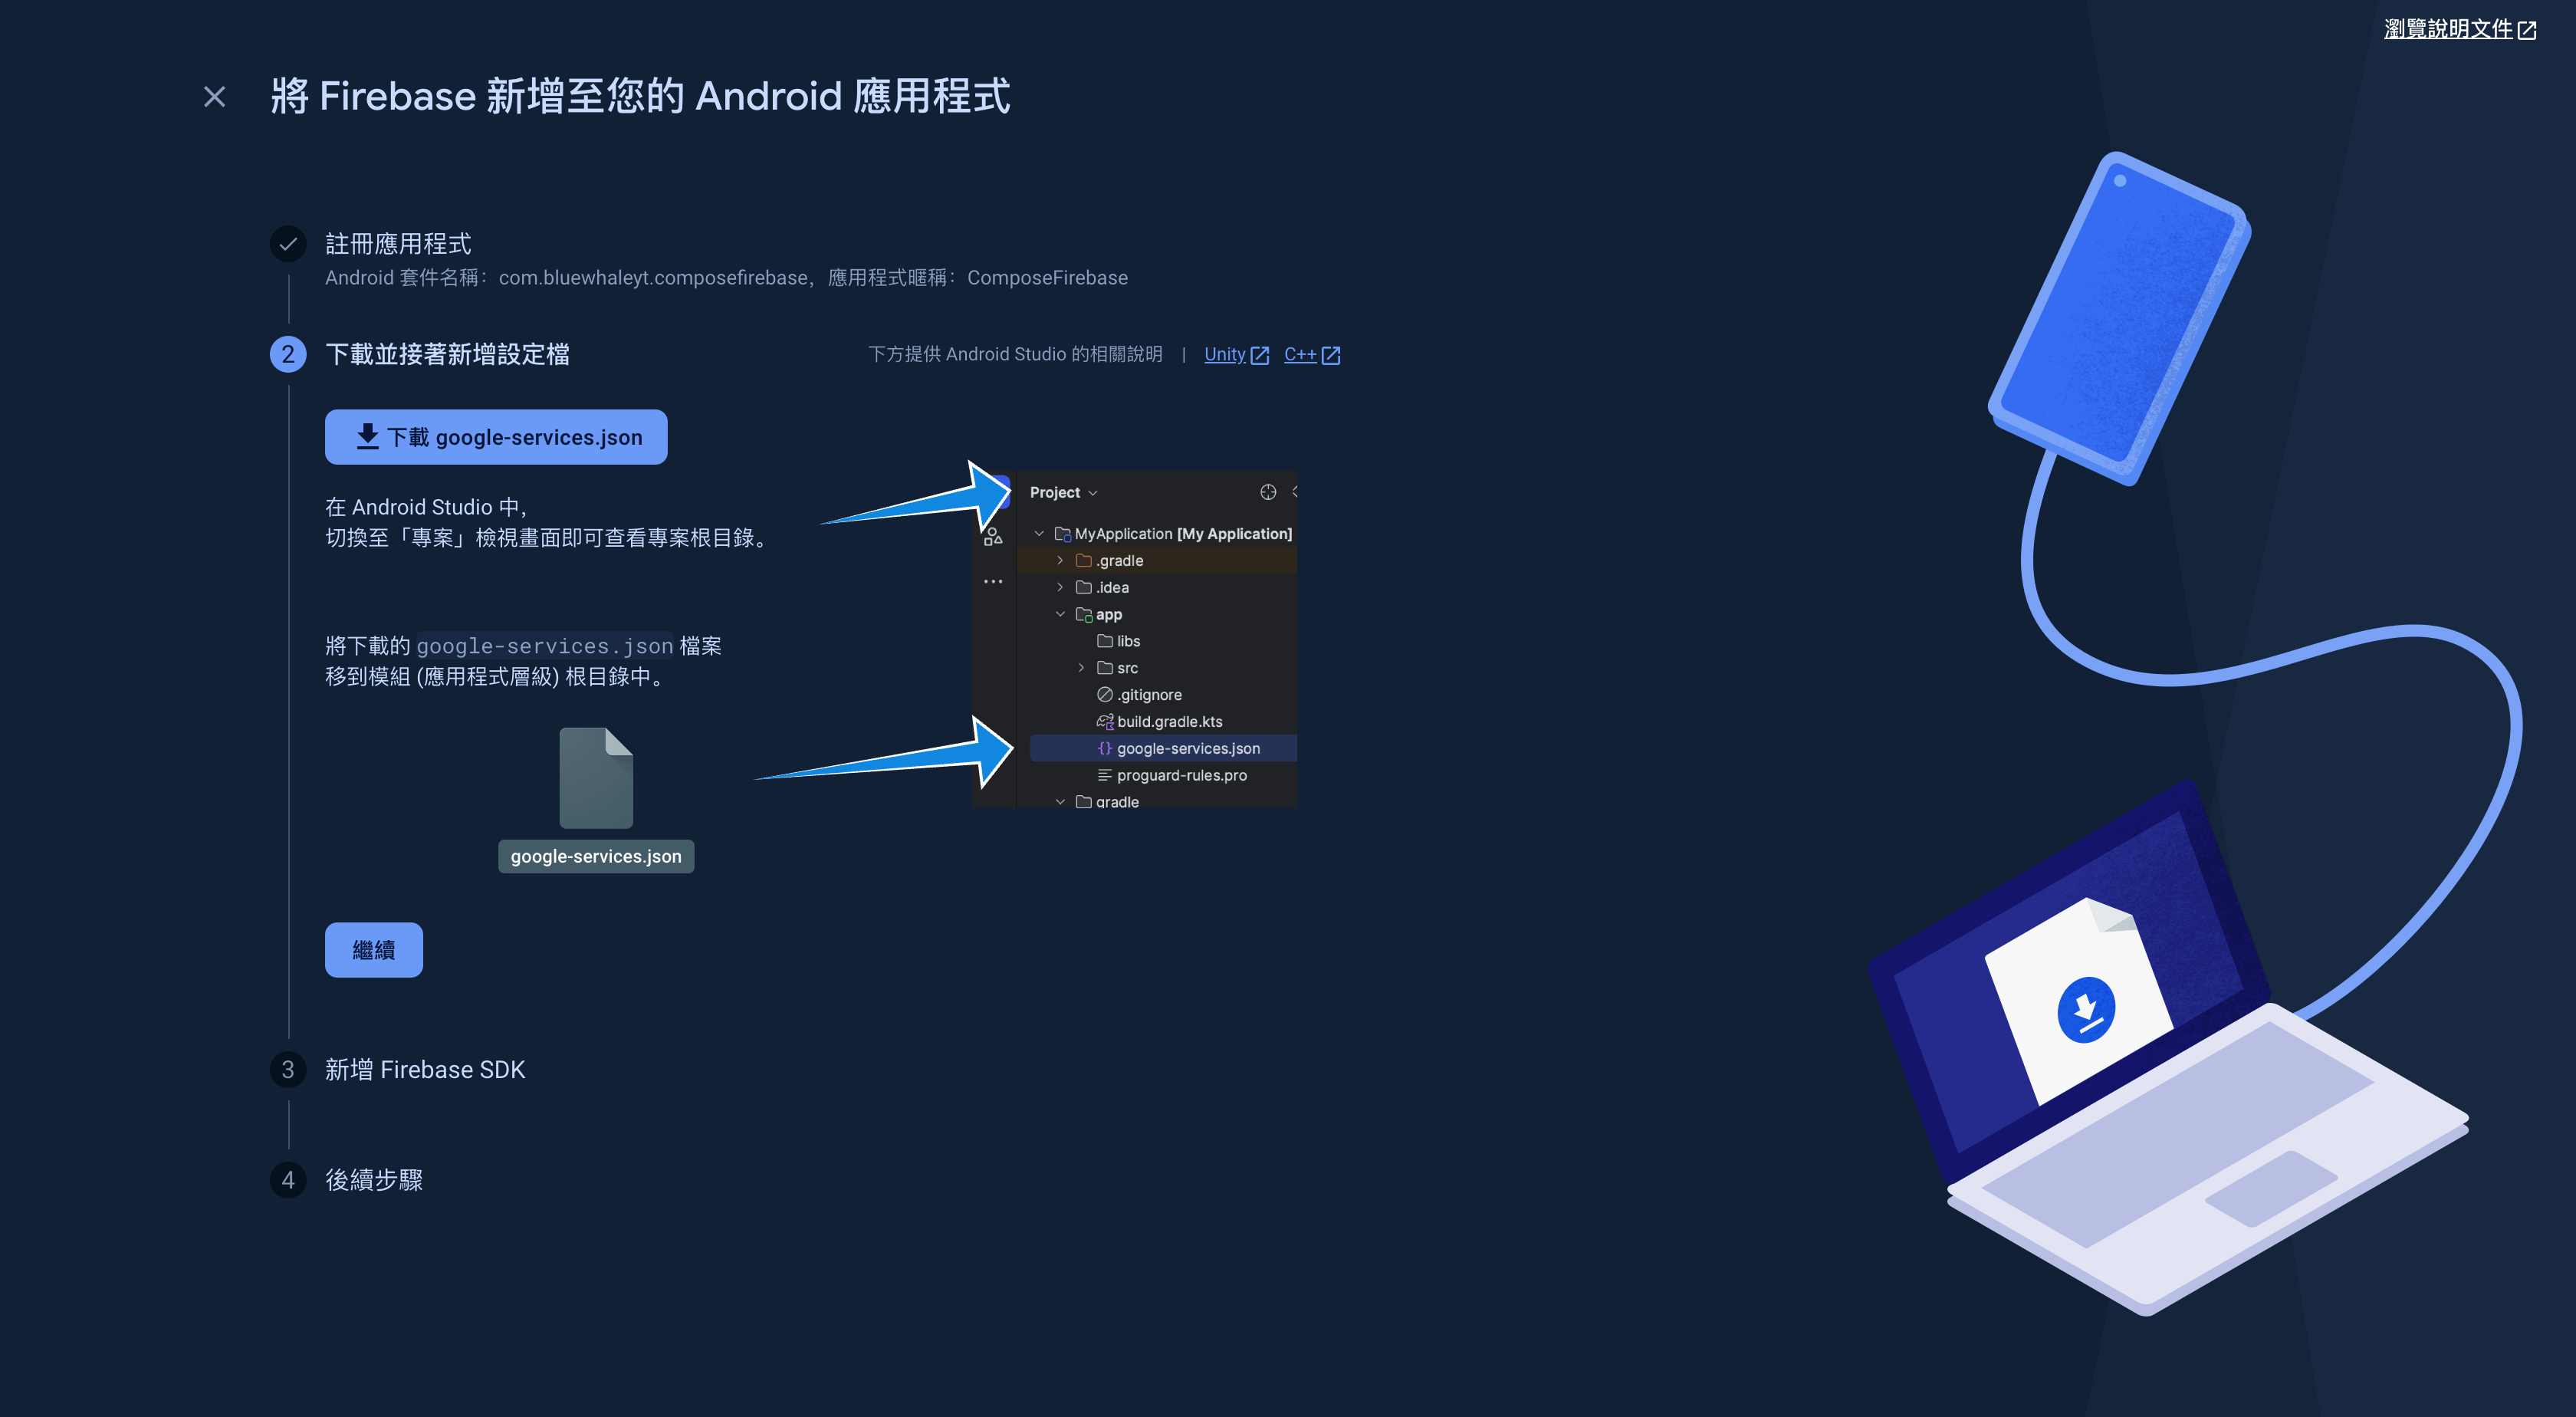 瀏覽說明文件
將 Firebase 新增至您的 Android 應用程式
註冊應用程式
Android 套件名稱：com.bluewhaleyt.composefirebase，應用程式暱稱：ComposeFirebase
2 下載並接著新增設定檔
下方提供 Android Studio 的相關說明 | Unity C++
下載 google-services.json
在 Android Studio 中，
切換至「專案」檢視畫面即可查看專案根目錄。
將下載的 google-services.json 檔案
移到模組 (應用程式層級) 根目錄中。
google-services.json
Project
MyApplication [My Application]
.gradle
.idea
app
libs
src
.gitignore
build.gradle.kts
google-services.json
proguard-rules.pro
gradle
繼續
3 新增 Firebase SDK
4 後續步驟